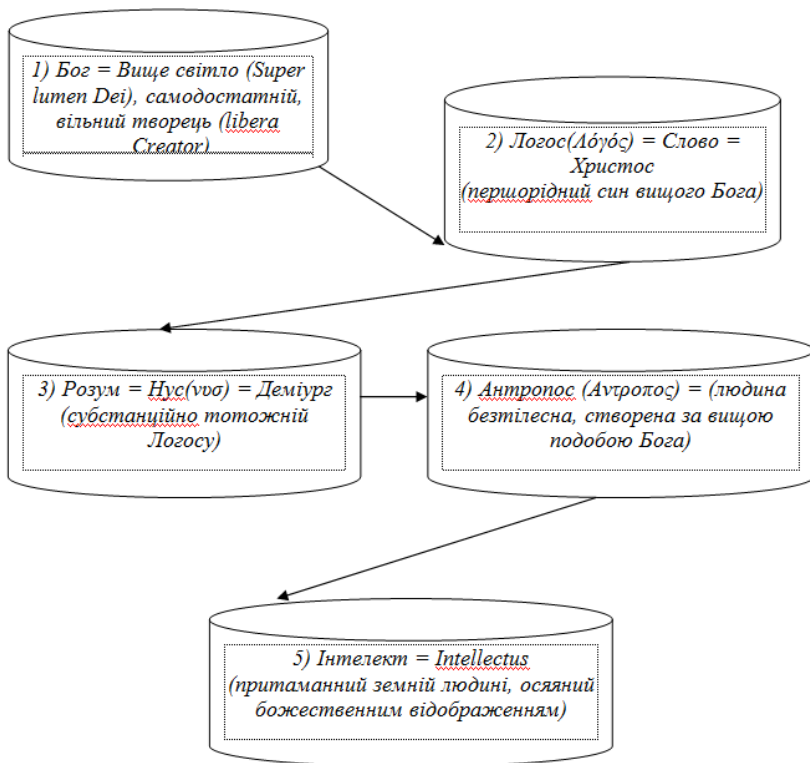 1) Бог = Вище світло (Super
lumen Dei), самодостатній,
вільний творець (libera
Creator)
2) Логос(Λόγός) = Слово =
Христос
(першорідний син вищого Бога)
3) Розум = Нус(νυσ) = Деміург
(субстанційно тотожній
Логосу)
4) Антропос (Αντροπος) = (людина
безтілесна, створена за вищою
подобою Бога)
5) Інтелект = Intellectus
(притаманний земній людині, осяяний
божественним відображенням)